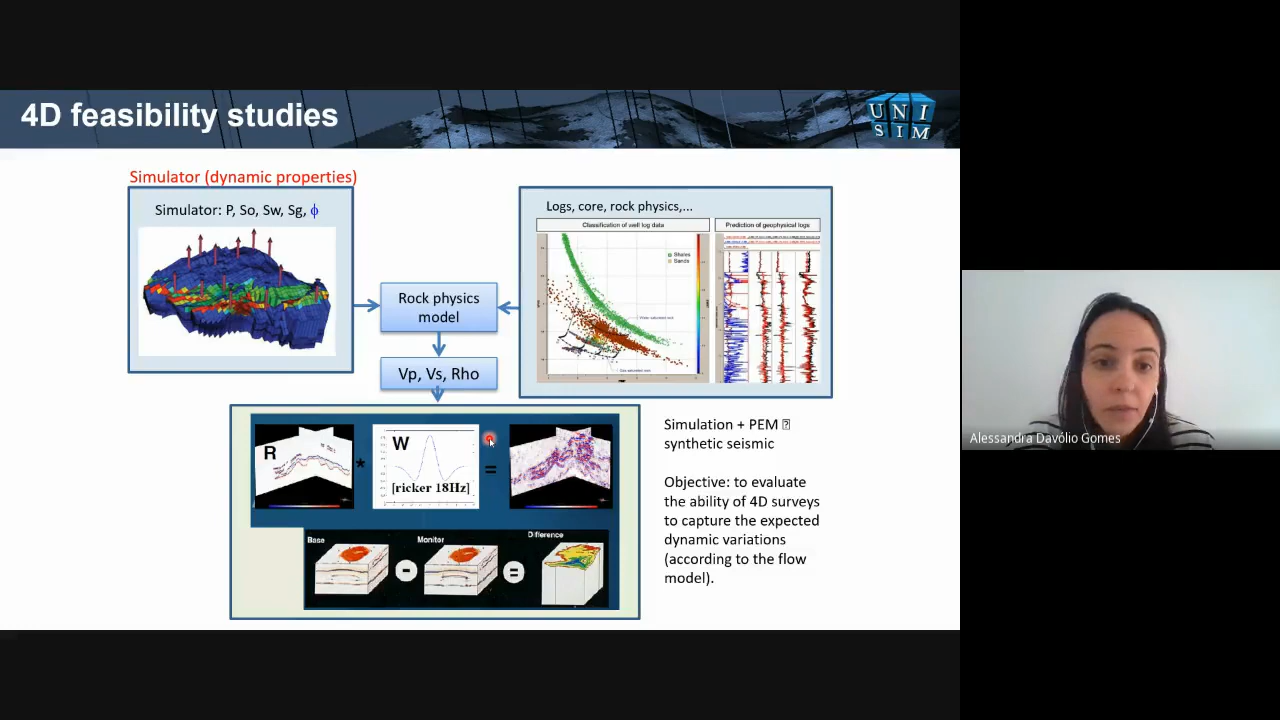 4D feasibility studies
UNI
SIM
Simulator (dynamic properties)
Simulator: P, So, Sw, Sg, ϕ
Logs, core, rock physics,...
Classification of well log data
Prediction of geophysical logs
Shales
Sands
Rock physics
model
Vp, Vs, Rho
R
*
W
[ricker 18Hz]
=
Base
-
Monitor
=
Difference
Simulation + PEM
synthetic seismic
Objective: to evaluate
the ability of 4D surveys
to capture the expected
dynamic variations
(according to the flow
model).
Alessandra Davólio Gomes